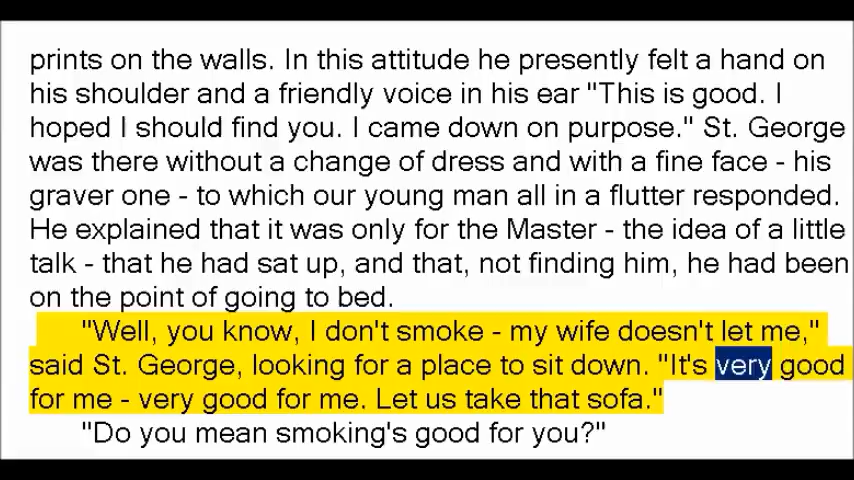 prints on the walls. In this attitude he presently felt a hand on
his shoulder and a friendly voice in his ear "This is good. I
hoped I should find you. I came down on purpose." St. George
was there without a change of dress and with a fine face - his
graver one - to which our young man all in a flutter responded.
He explained that it was only for the Master - the idea of a little
talk - that he had sat up, and that, not finding him, he had been
on the point of going to bed.
"Well, you know, I don't smoke - my wife doesn't let me,"
said St. George, looking for a place to sit down. "It's very good
for me - very good for me. Let us take that sofa."
"Do you mean smoking's good for you?"